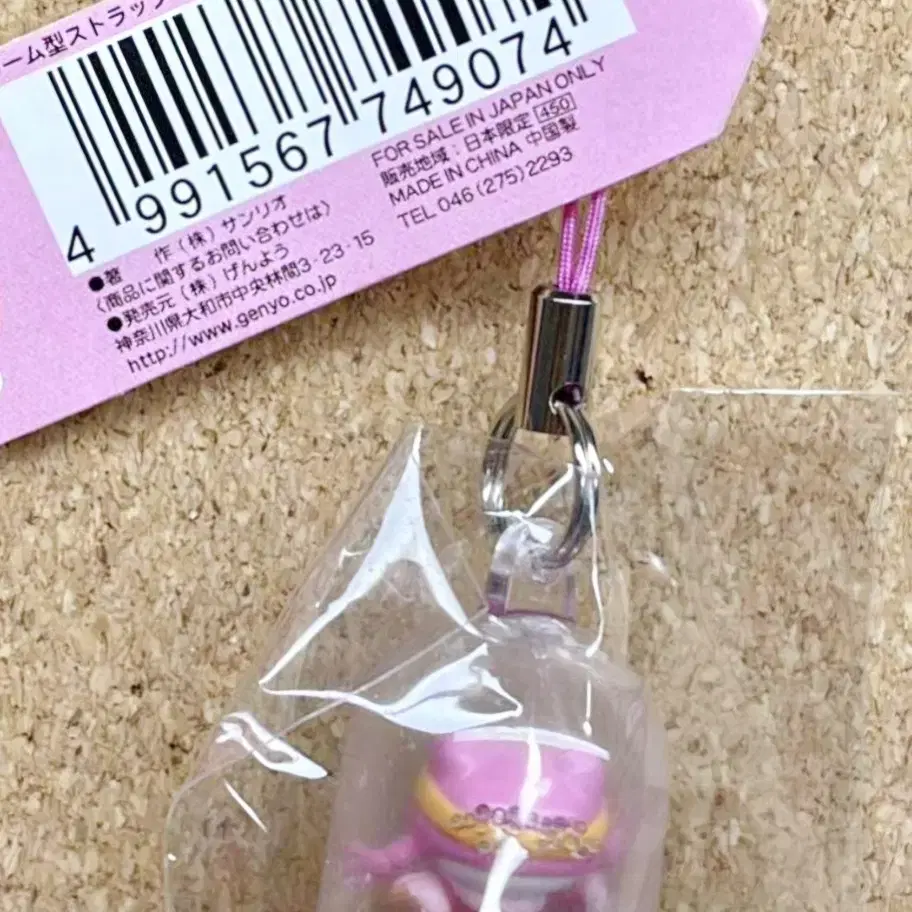 ーム型ストラップ
4 991567 749074
FOR SALE IN JAPAN ONLY
販売地域：日本限定 450
MADE IN CHINA 中国製
TEL 046(275)2293
●著　作（株）サンリオ
〈商品に関するお問い合わせは〉
●発売元（株）げんよう
神奈川県大和市中央林間3-23-15
http://www.genyo.co.jp